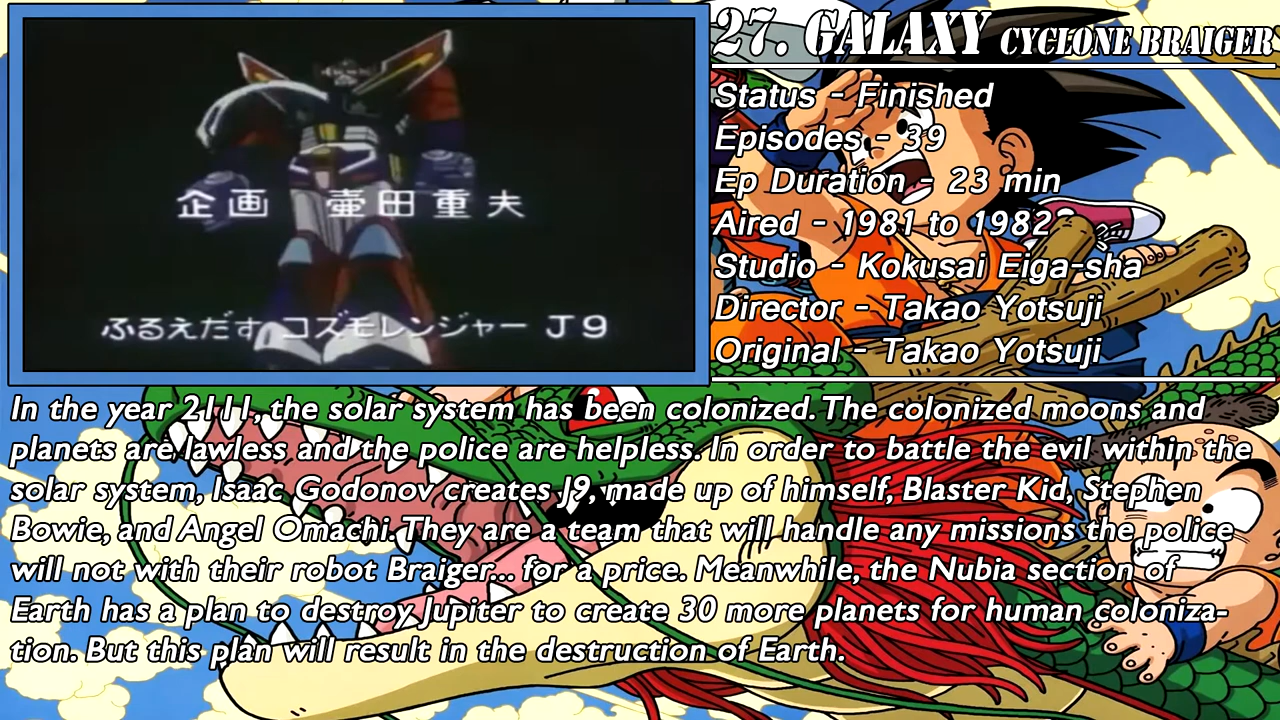 企画 壷田重夫
ふるえだす コズモレンジャー J9
27. GALAXY CYCLONE BRAIGER
Status - Finished
Episodes - 39
Ep Duration - 23 min
Aired - 1981 to 1982
Studio - Kokusai Eiga-sha
Director - Takao Yotsuji
Original - Takao Yotsuji
In the year 2111, the solar system has been colonized. The colonized moons and
planets are lawless and the police are helpless. In order to battle the evil within the
solar system, Isaac Godonov creates J9, made up of himself, Blaster Kid, Stephen
Bowie, and Angel Omachi. They are a team that will handle any missions the police
will not with their robot Braiger... for a price. Meanwhile, the Nubia section of
Earth has a plan to destroy Jupiter to create 30 more planets for human coloniza-
tion. But this plan will result in the destruction of Earth.